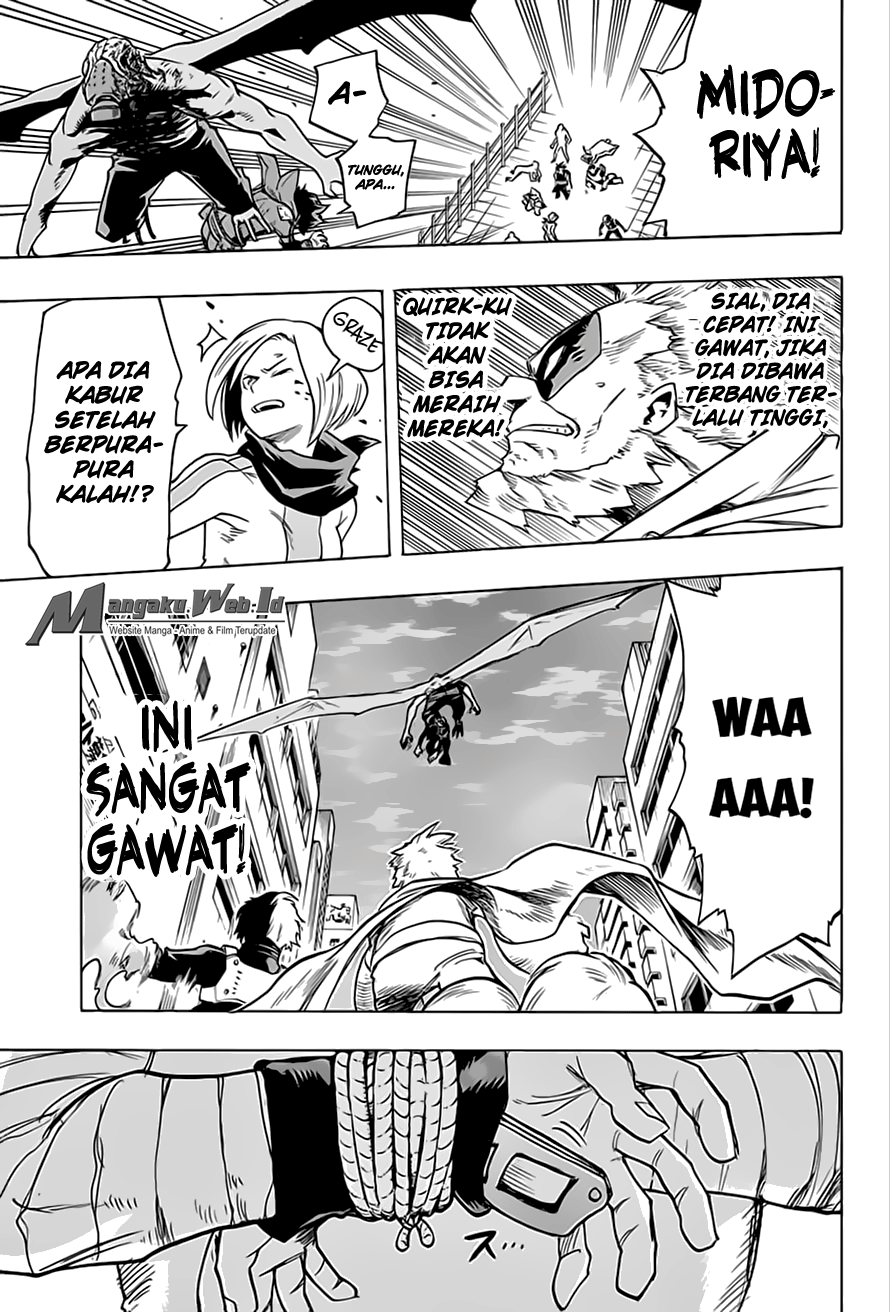 MIDO-
RIYA!
A-
TUNGGU,
APA...
SIAL, DIA
CEPAT! INI
GAWAT, JIKA
DIA DIBAWA
TERBANG TER-
LALU TINGGI,
QUIRK-KU
TIDAK
AKAN
BISA
MERAIH
MEREKA!
GRAZE
APA DIA
KABUR
SETELAH
BERPURA-
PURA
KALAH!?
Mangaku.Web.Id
Website Manga - Anime & Film Terupdate
WAA
AAA!
INI
SANGAT
GAWAT!
ス…